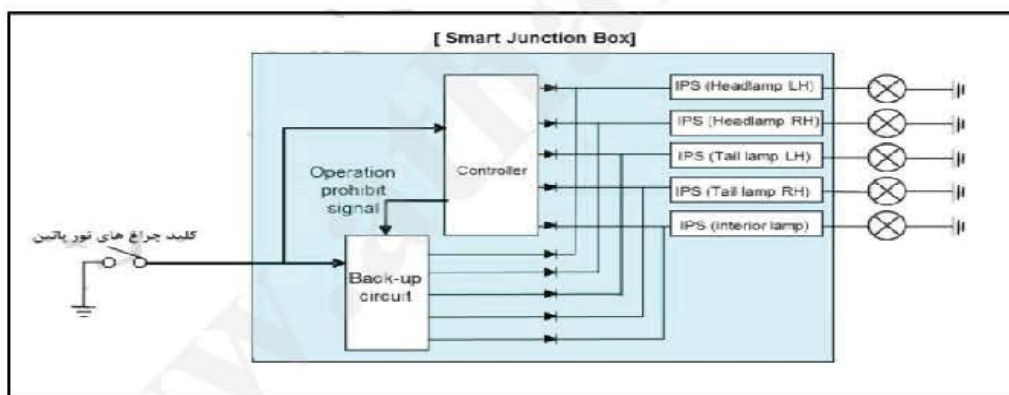 [ Smart Junction Box]
IPS (Headlamp LH)
IPS (Headlamp RH)
IPS (Tail lamp LH)
IPS (Tail lamp RH)
IPS (interior lamp)
Controller
Operation
prohibit
signal
کلید چراغ های نور پائین
Back-up
circuit